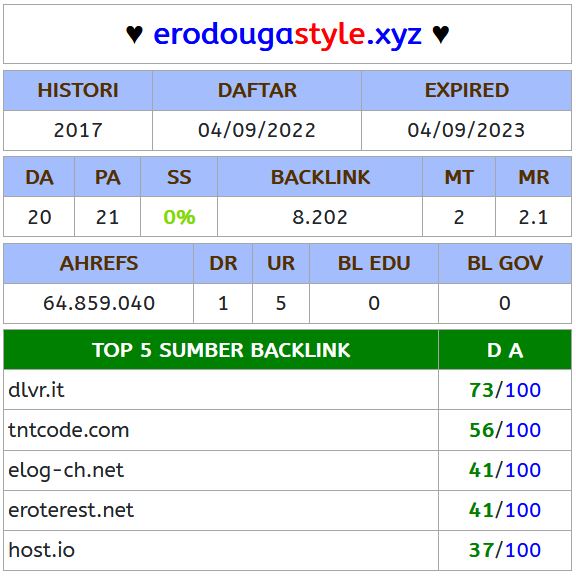 ♥ erodougastyle.xyz ♥
HISTORI DAFTAR EXPIRED
2017 04/09/2022 04/09/2023
DA PA SS BACKLINK MT MR
20 21 0% 8.202 2 2.1
AHREFS DR UR BL EDU BL GOV
64.859.040 1 5 0 0
TOP 5 SUMBER BACKLINK D A
dlvr.it 73/100
tntcode.com 56/100
elog-ch.net 41/100
eroterest.net 41/100
host.io 37/100